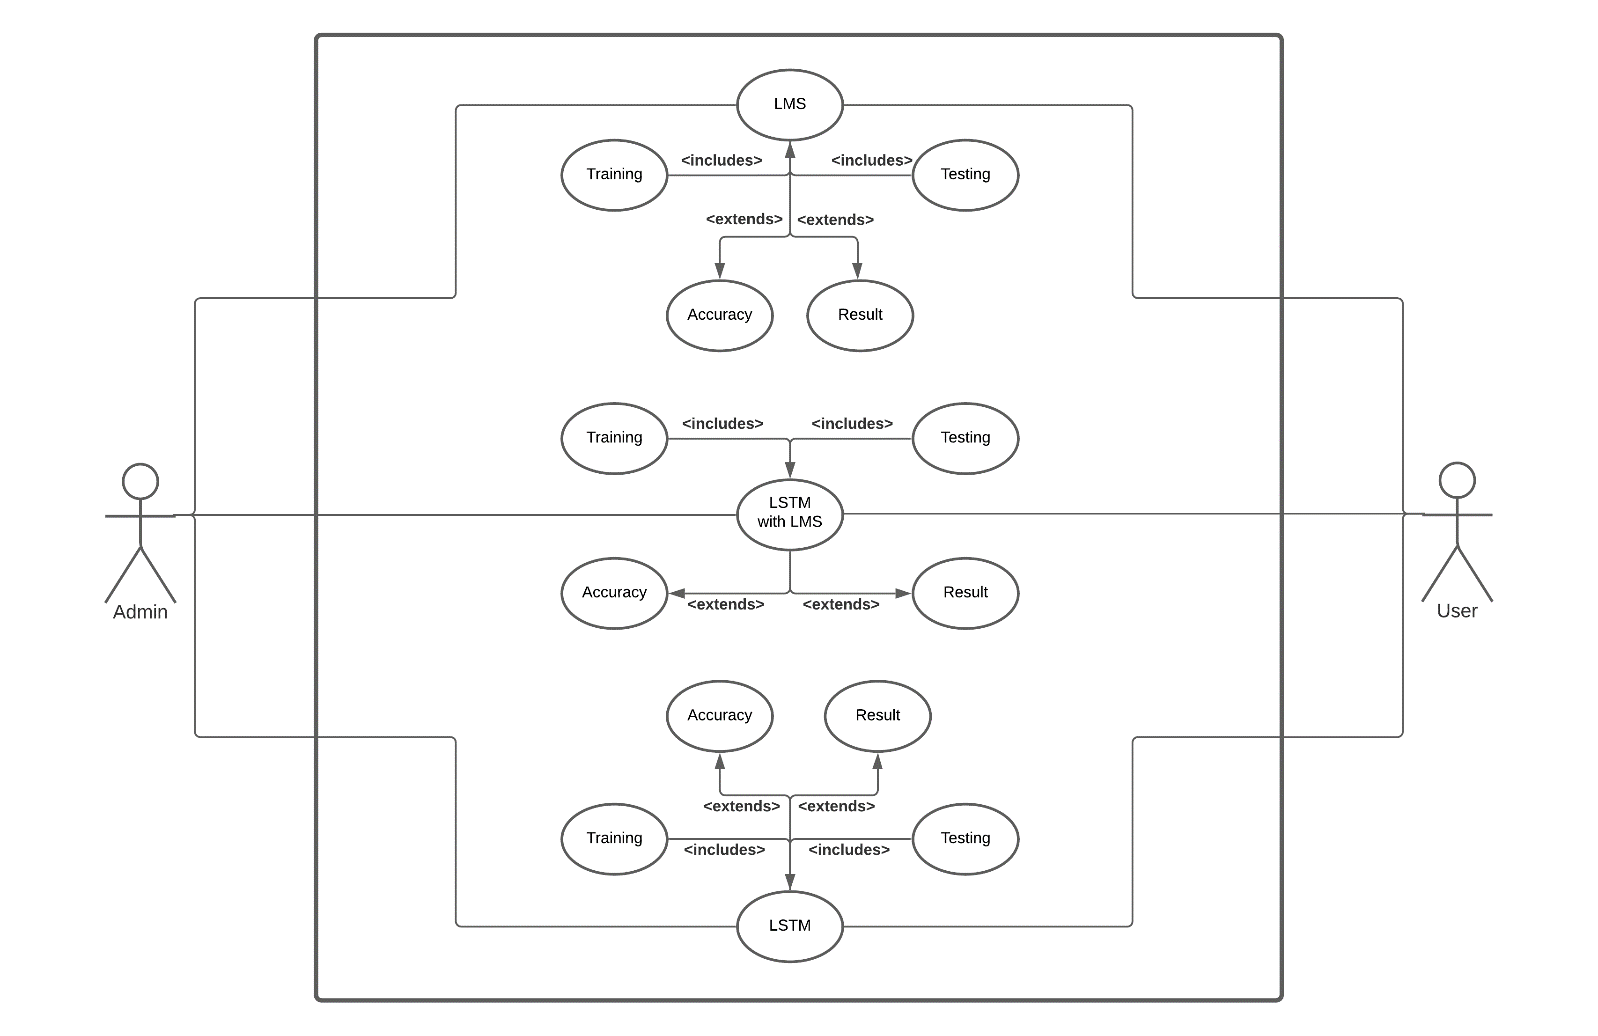 LMS
Training
<includes>
<includes>
Testing
<extends>
<extends>
Accuracy
Result
Training
<includes>
<includes>
Testing
LSTM
with LMS
Admin
User
Accuracy
<extends>
<extends>
Result
Accuracy
Result
<extends>
<extends>
Training
<includes>
<includes>
Testing
LSTM